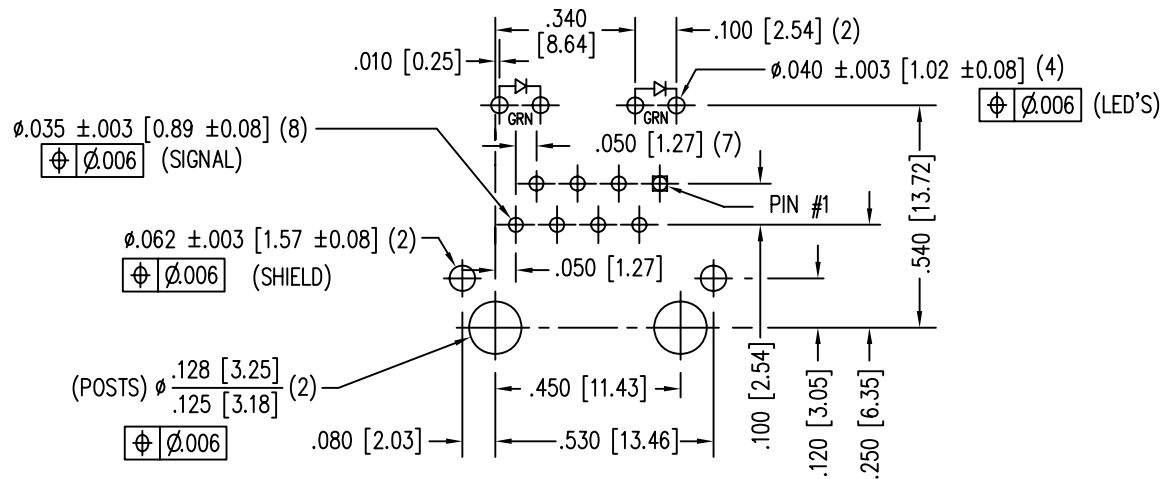 .340
[8.64]
.100 [2.54] (2)
.010 [0.25]
ø.040 ±.003 [1.02 ±0.08] (4)
⌖ Ø.006 (LED'S)
GRN
GRN
ø.035 ±.003 [0.89 ±0.08] (8)
⌖ Ø.006 (SIGNAL)
.050 [1.27] (7)
PIN #1
.540 [13.72]
ø.062 ±.003 [1.57 ±0.08] (2)
⌖ Ø.006 (SHIELD)
.050 [1.27]
(POSTS) ø .128 [3.25] (2)
.125 [3.18]
⌖ Ø.006
.450 [11.43]
.080 [2.03]
.530 [13.46]
.100 [2.54]
.120 [3.05]
.250 [6.35]